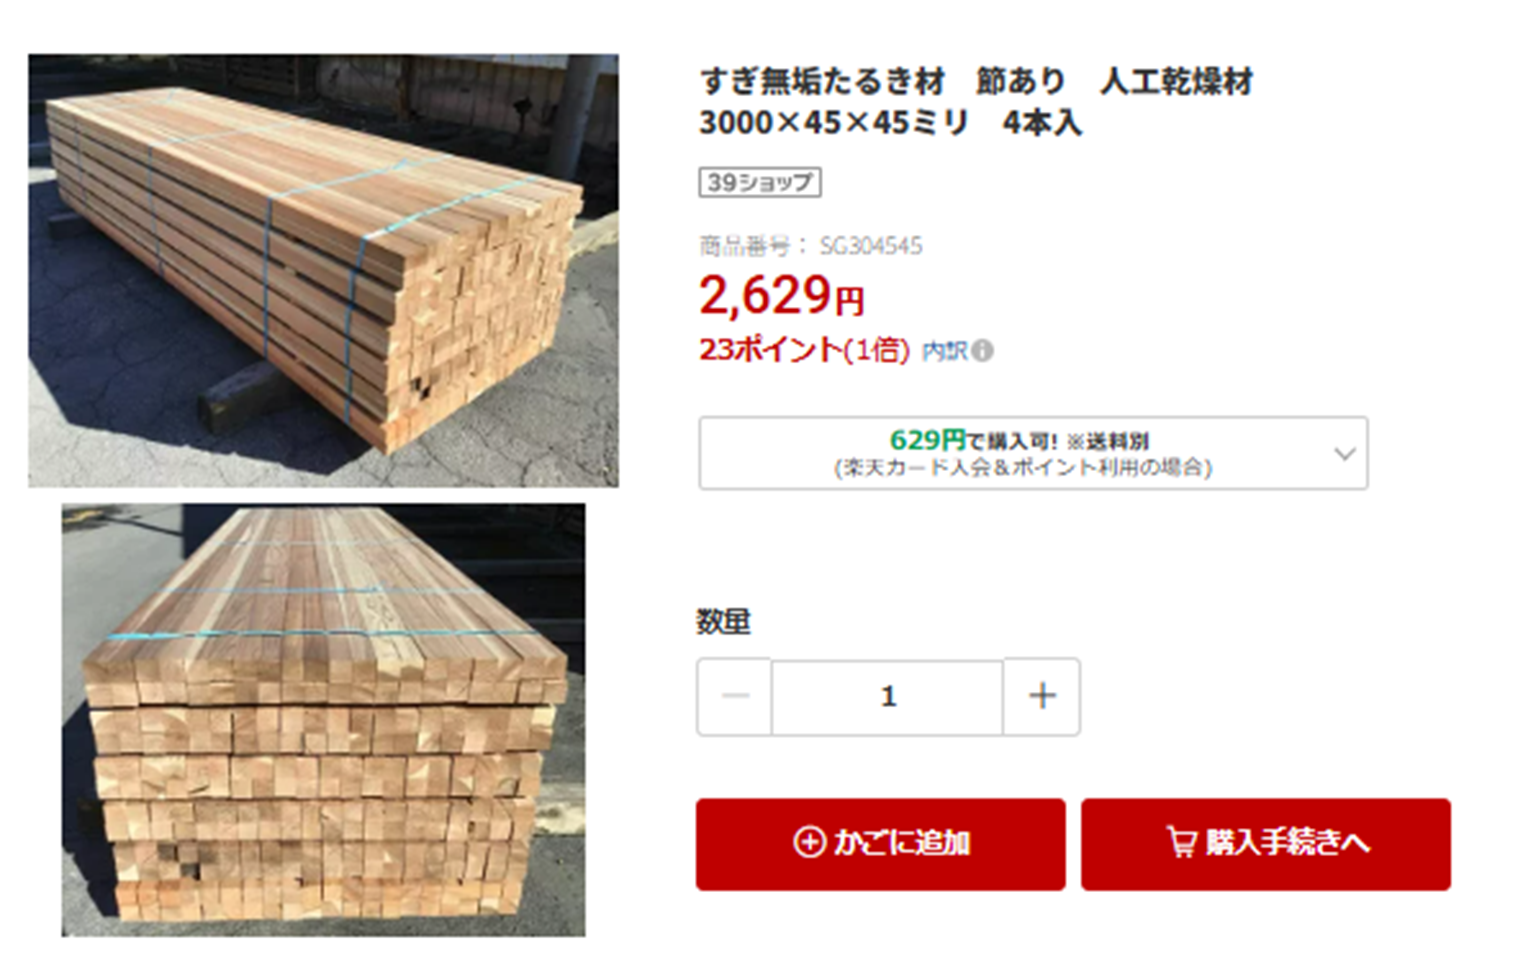 すぎ無垢たるき材　節あり　人工乾燥材
3000×45×45ミリ　4本入
39ショップ
商品番号： SG304545
2,629円
23ポイント(1倍) 内訳
629円で購入可! ※送料別
(楽天カード入会＆ポイント利用の場合)
数量
1
かごに追加
購入手続きへ